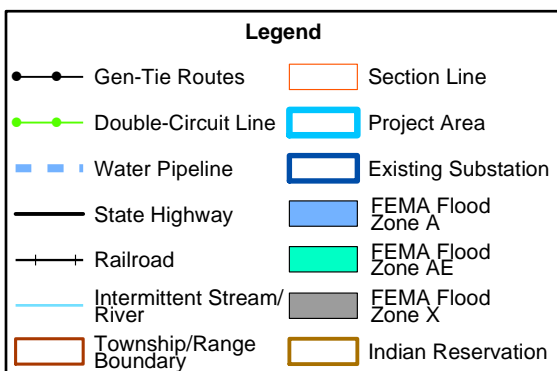 Legend
Gen-Tie Routes
Double-Circuit Line
Water Pipeline
State Highway
Railroad
Intermittent Stream/
River
Township/Range
Boundary
Section Line
Project Area
Existing Substation
FEMA Flood
Zone A
FEMA Flood
Zone AE
FEMA Flood
Zone X
Indian Reservation